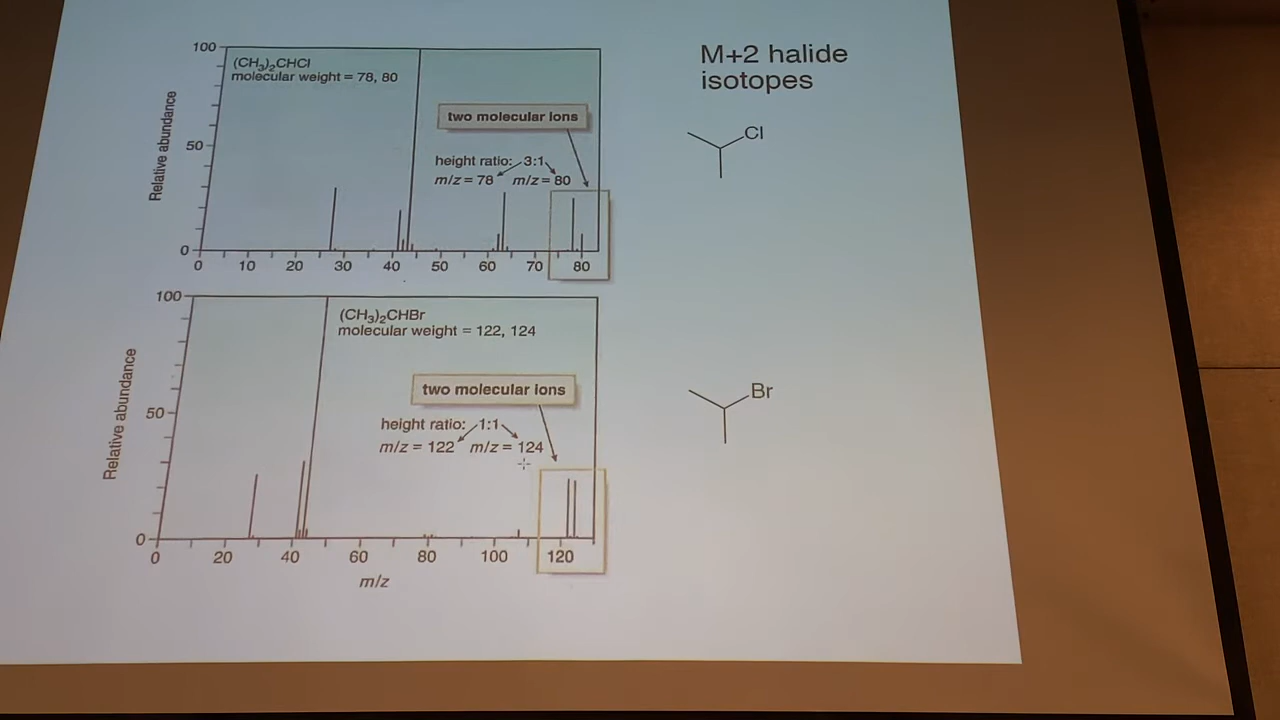 M+2 halide
isotopes
100
(CH₃)₂CHCl
molecular weight = 78, 80
two molecular ions
height ratio: 3:1
m/z = 78 m/z = 80
Relative abundance
50
0
0 10 20 30 40 50 60 70 80
Cl
100
(CH₃)₂CHBr
molecular weight = 122, 124
two molecular ions
height ratio: 1:1
m/z = 122 m/z = 124
Relative abundance
50
0
0 20 40 60 80 100 120
m/z
Br